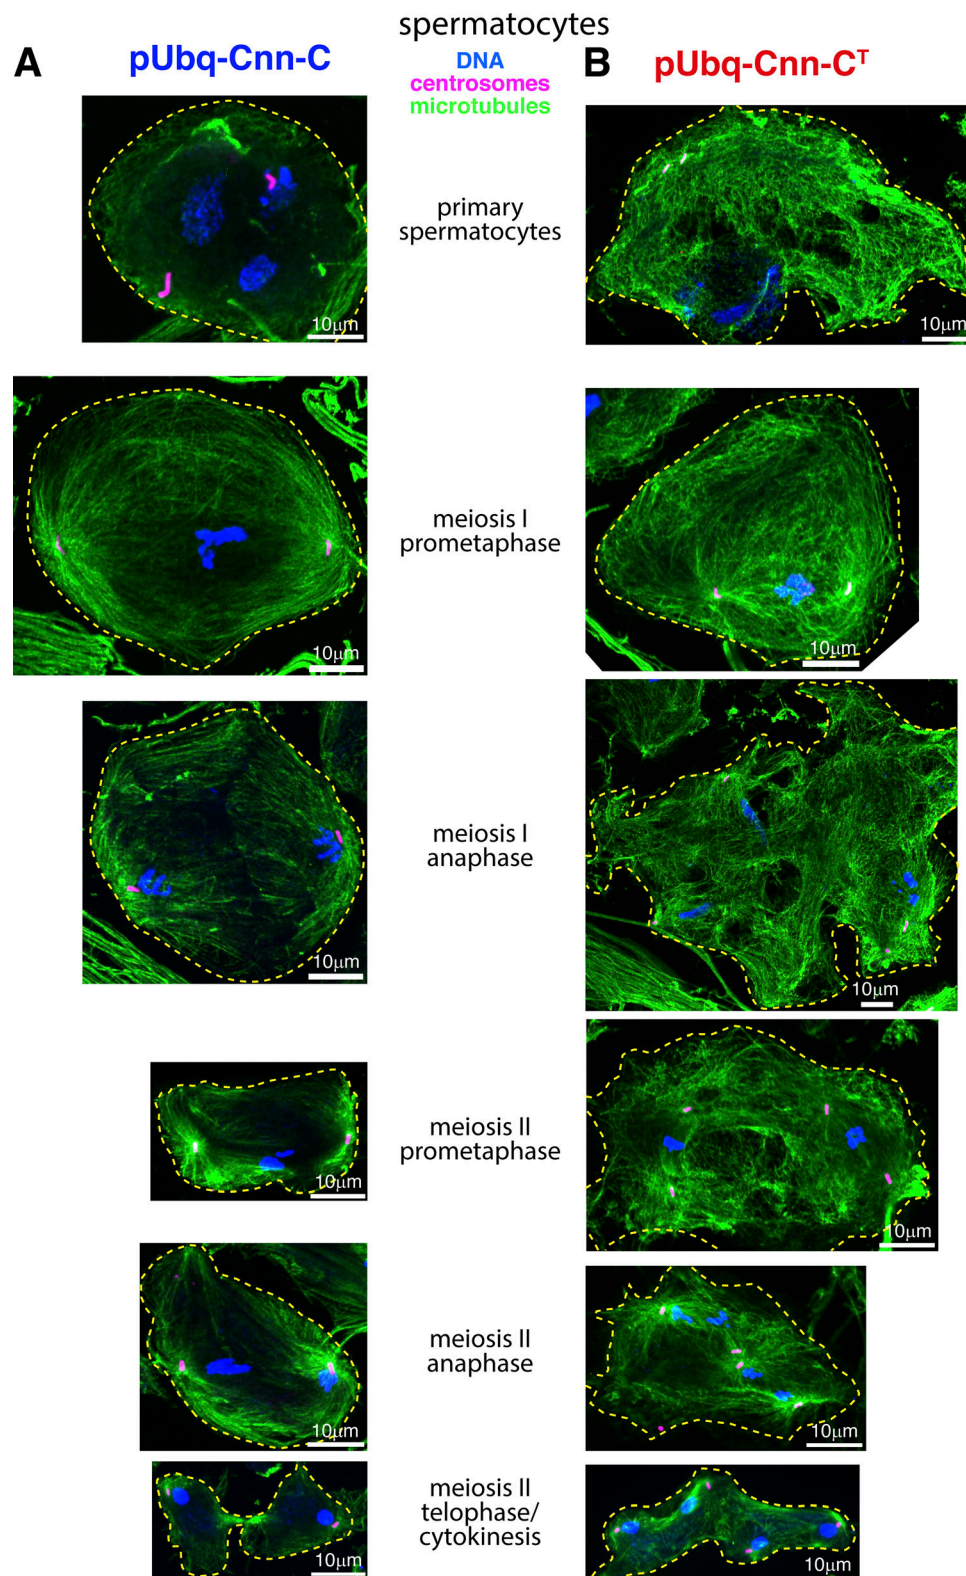 spermatocytes
A
pUbq-Cnn-C
DNA
centrosomes
microtubules
B
pUbq-Cnn-Cᵀ
primary
spermatocytes
10µm
10µm
meiosis I
prometaphase
10µm
10µm
meiosis I
anaphase
10µm
10µm
meiosis II
prometaphase
10µm
10µm
meiosis II
anaphase
10µm
10µm
meiosis II
telophase/
cytokinesis
10µm
10µm